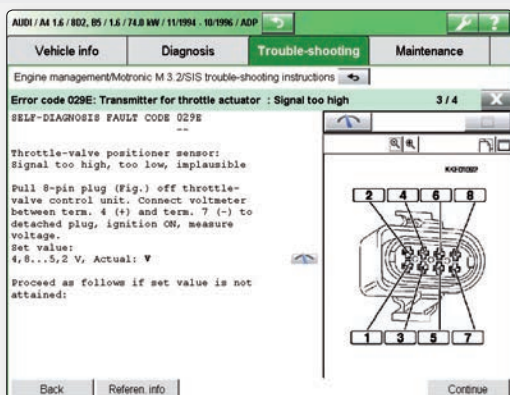 AUDI / A4 1.6 / 8D2, B5 / 1.6 / 74.0 kW / 11/1994 - 10/1996 / ADP
?
Vehicle info
Diagnosis
Trouble-shooting
Maintenance
Engine management/Motronic M 3.2/SIS trouble-shooting instructions
Error code 029E: Transmitter for throttle actuator : Signal too high
3 / 4
X
SELF-DIAGNOSIS FAULT CODE 029E
--
Throttle-valve positioner sensor:
Signal too high, too low, implausible
Pull 8-pin plug (Fig.) off throttle-
valve control unit. Connect voltmeter
between term. 4 (+) and term. 7 (-) to
detached plug, ignition ON, measure
voltage.
Set value:
4,8...5,2 V, Actual: V
Proceed as follows if set value is not
attained:
2 4 6 8
1 3 5 7
Back
Referen. info
Continue